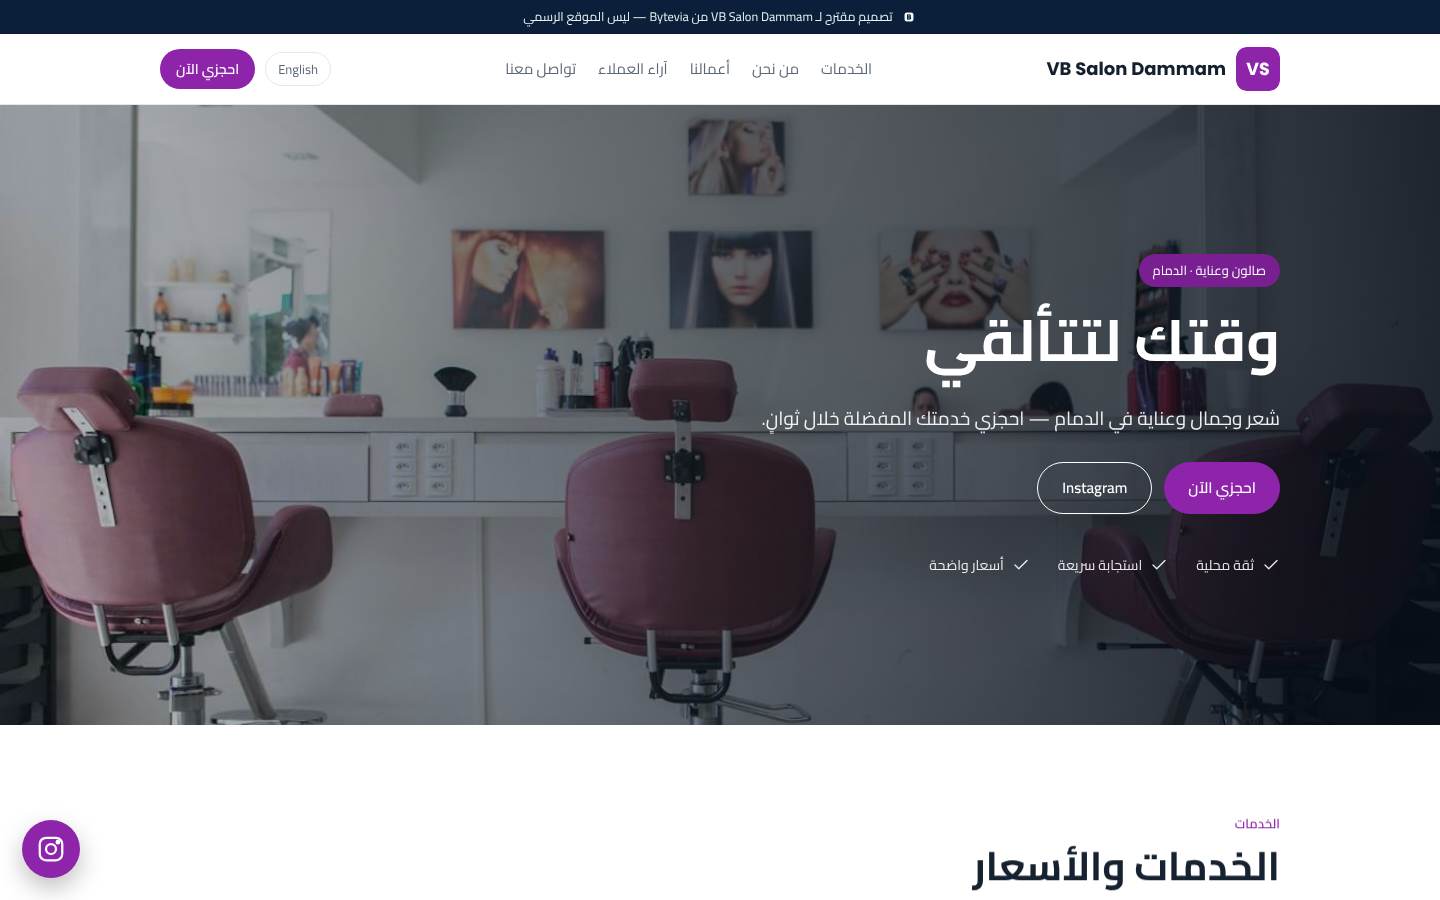 تصميم مقترح لـ VB Salon Dammam من Bytevia — ليس الموقع الرسمي
VS VB Salon Dammam
الخدمات من نحن أعمالنا آراء العملاء تواصل معنا
English احجزي الآن
صالون وعناية · الدمام
وقتك لتتألقي
شعر وجمال وعناية في الدمام — احجزي خدمتك المفضلة خلال ثوانٍ.
احجزي الآن Instagram
ثقة محلية استجابة سريعة أسعار واضحة
الخدمات
الخدمات والأسعار